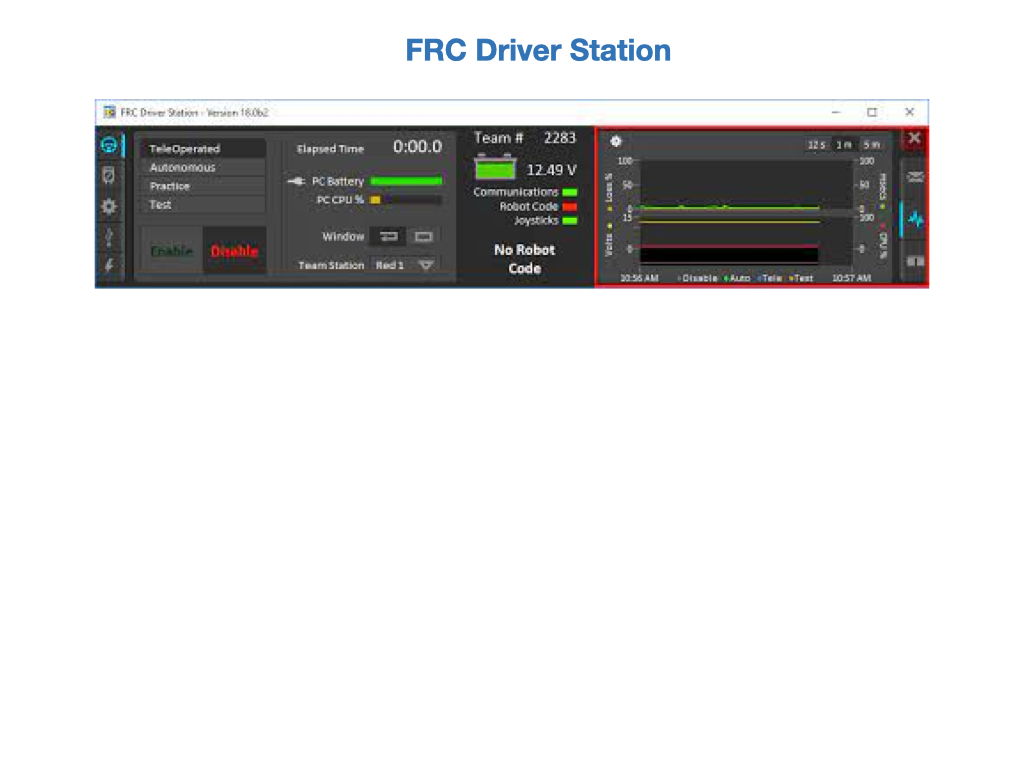 FRC Driver Station
FRC Driver Station - Version 18.0b2
TeleOperated
Autonomous
Practice
Test
Enable
Disable
Elapsed Time 0:00.0
PC Battery
PC CPU %
Window
Team Station Red 1
Team # 2283
12.49 V
Communications
Robot Code
Joysticks
No Robot
Code
12 s 1 m 5 m
100 100
Loss %
50 50
msecs
0 0
15 100
Volts
CPU %
0 0
10:56 AM Disable Auto Tele Test 10:57 AM